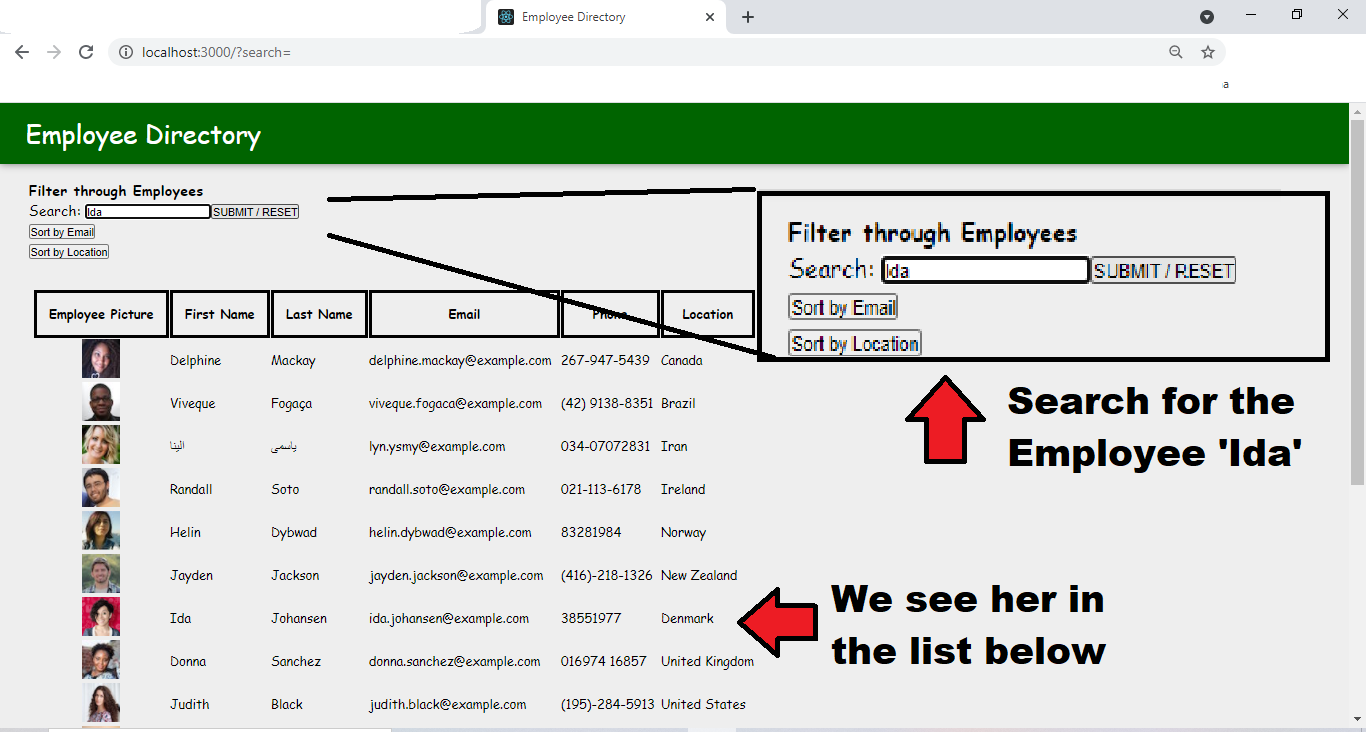 Employee Directory
localhost:3000/?search=
Employee Directory
Filter through Employees
Search: Ida SUBMIT / RESET
Sort by Email
Sort by Location
Filter through Employees
Search: Ida SUBMIT / RESET
Sort by Email
Sort by Location
Search for the
Employee 'Ida'
Employee Picture First Name Last Name Email Phone Location
Delphine Mackay delphine.mackay@example.com 267-947-5439 Canada
Viveque Fogaça viveque.fogaca@example.com (42) 9138-8351 Brazil
الینا یاسمی lyn.ysmy@example.com 034-07072831 Iran
Randall Soto randall.soto@example.com 021-113-6178 Ireland
Helin Dybwad helin.dybwad@example.com 83281984 Norway
Jayden Jackson jayden.jackson@example.com (416)-218-1326 New Zealand
Ida Johansen ida.johansen@example.com 38551977 Denmark
Donna Sanchez donna.sanchez@example.com 016974 16857 United Kingdom
Judith Black judith.black@example.com (195)-284-5913 United States
We see her in
the list below